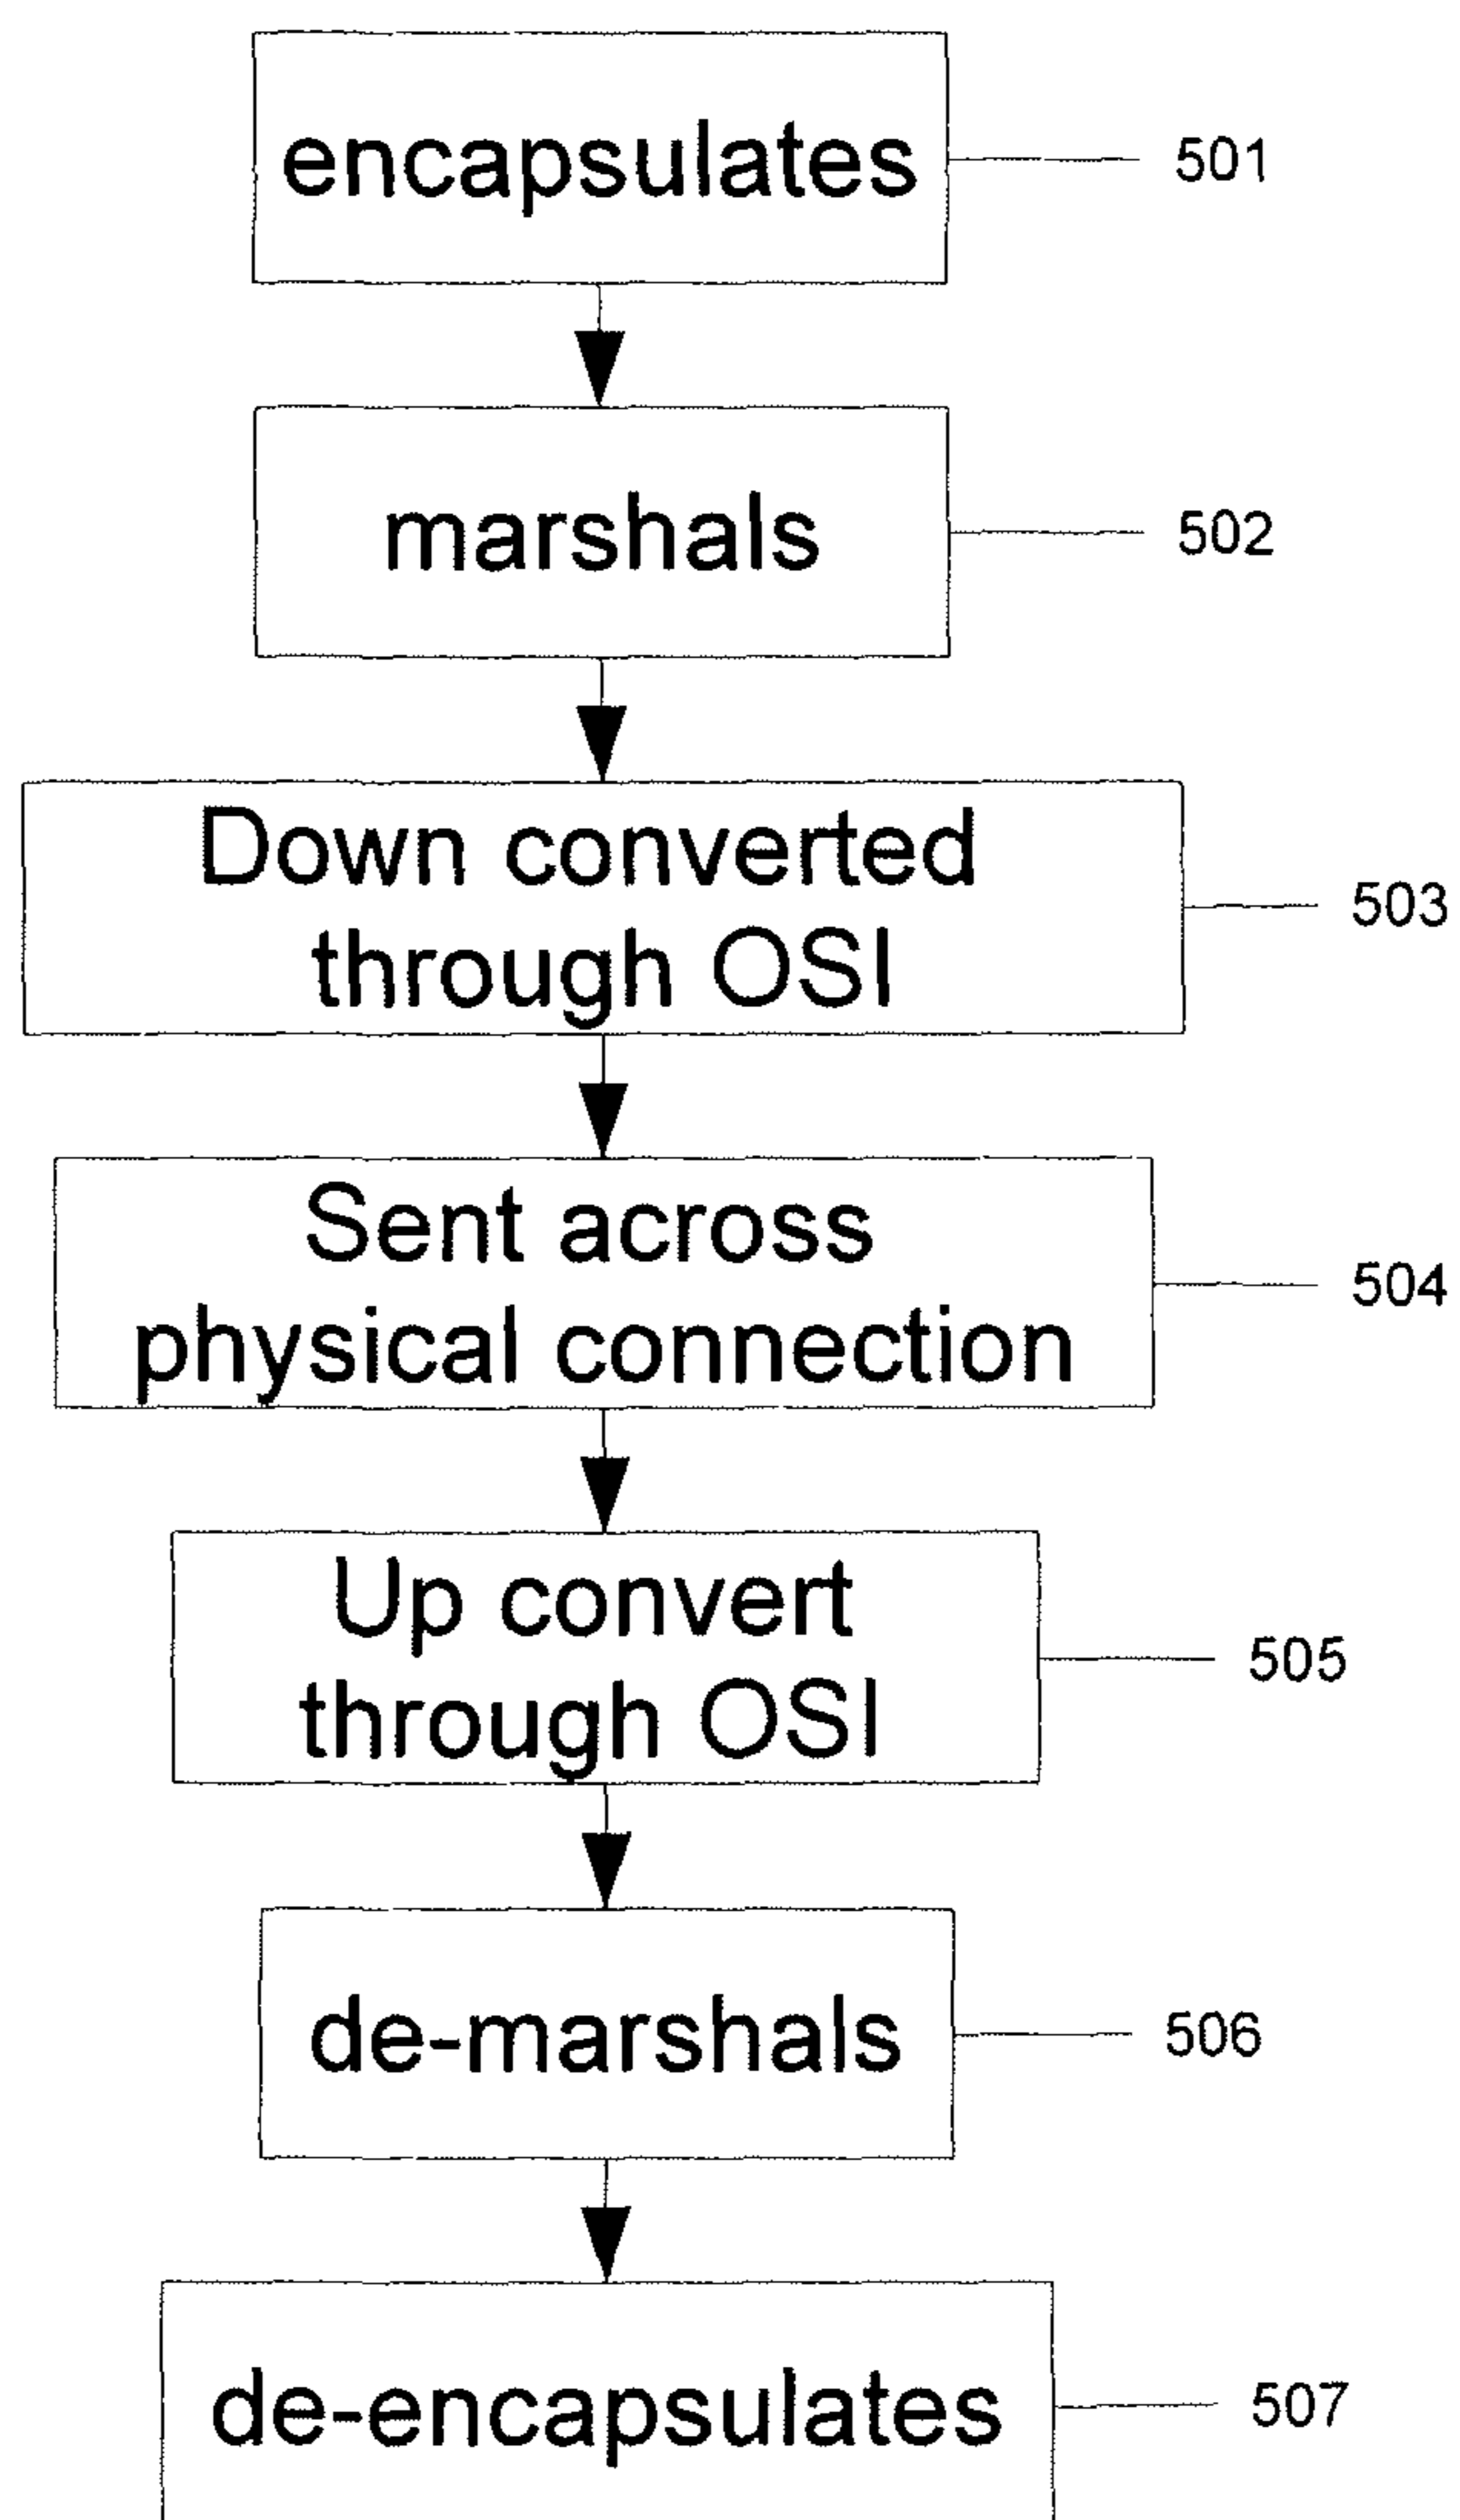 encapsulates
501
marshals
502
Down converted
through OSI
503
Sent across
physical connection
504
Up convert
through OSI
505
de-marshals
506
de-encapsulates
507